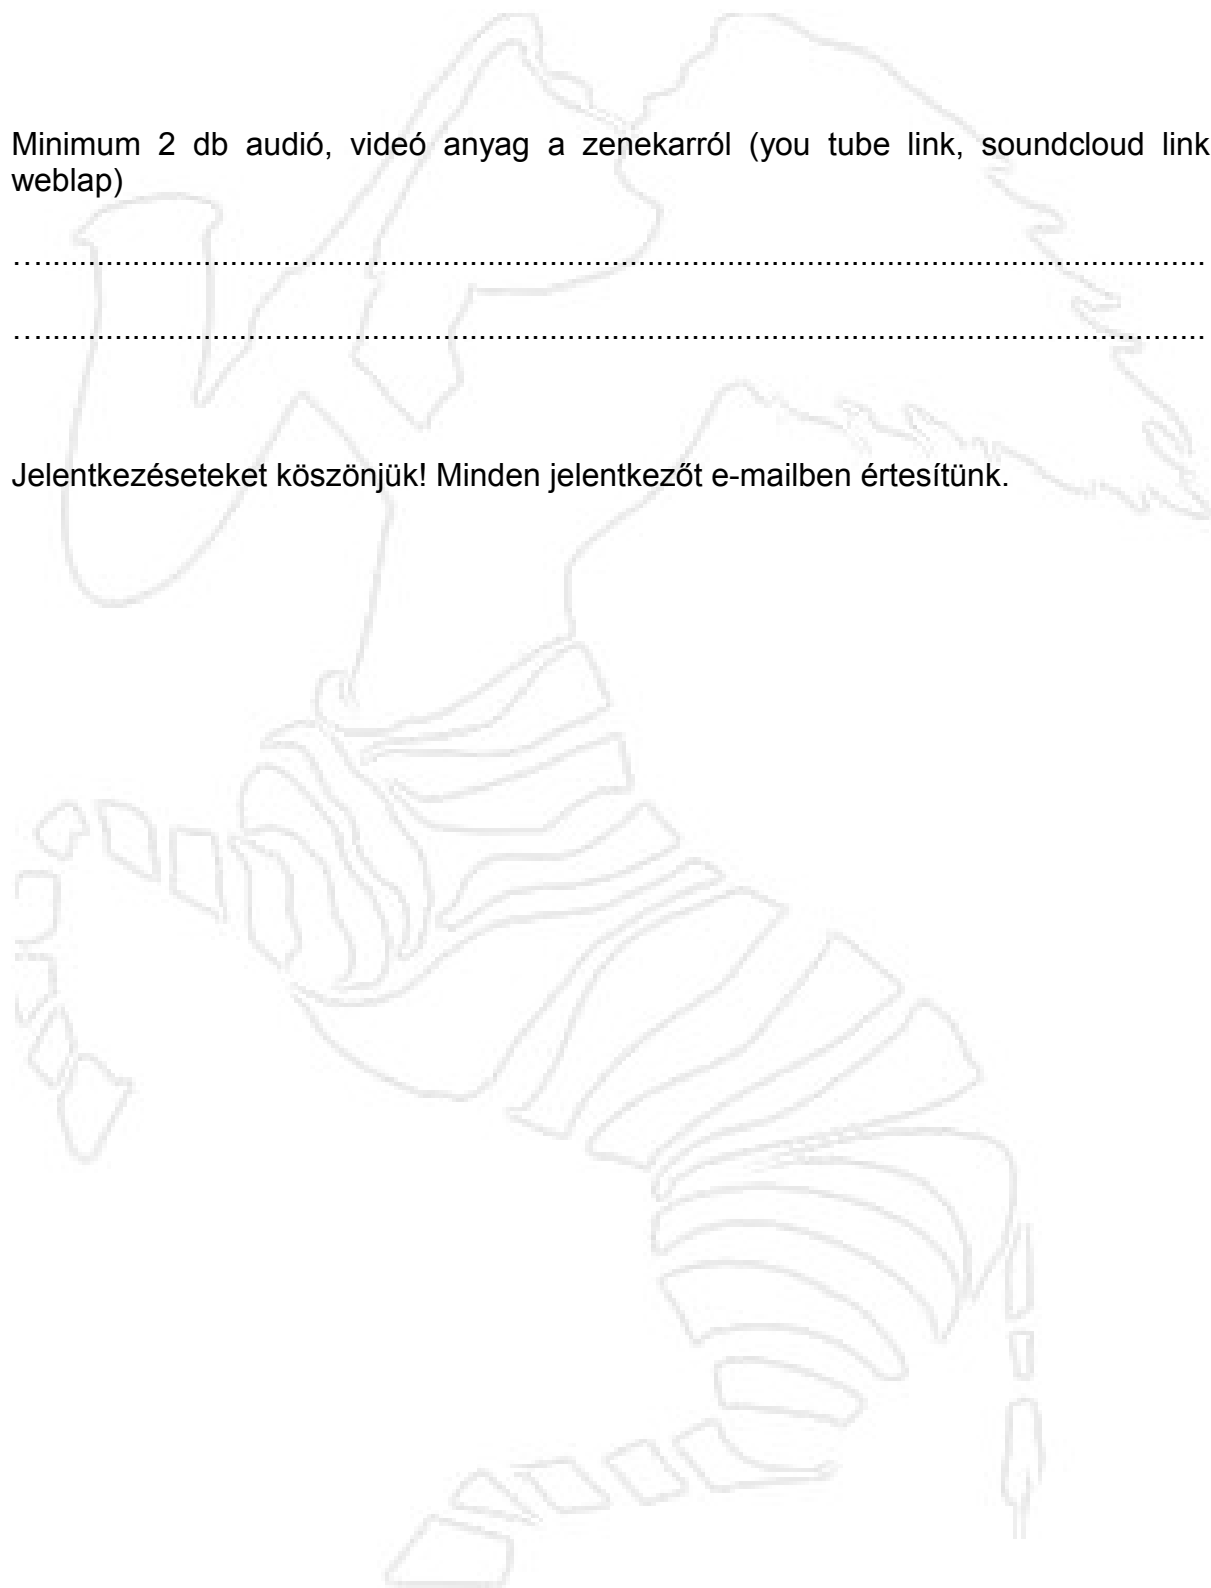 Minimum 2 db audió, videó anyag a zenekarról (you tube link, soundcloud link
weblap)
…......................................................................................................................................
…......................................................................................................................................
Jelentkezéseteket köszönjük! Minden jelentkezőt e-mailben értesítünk.